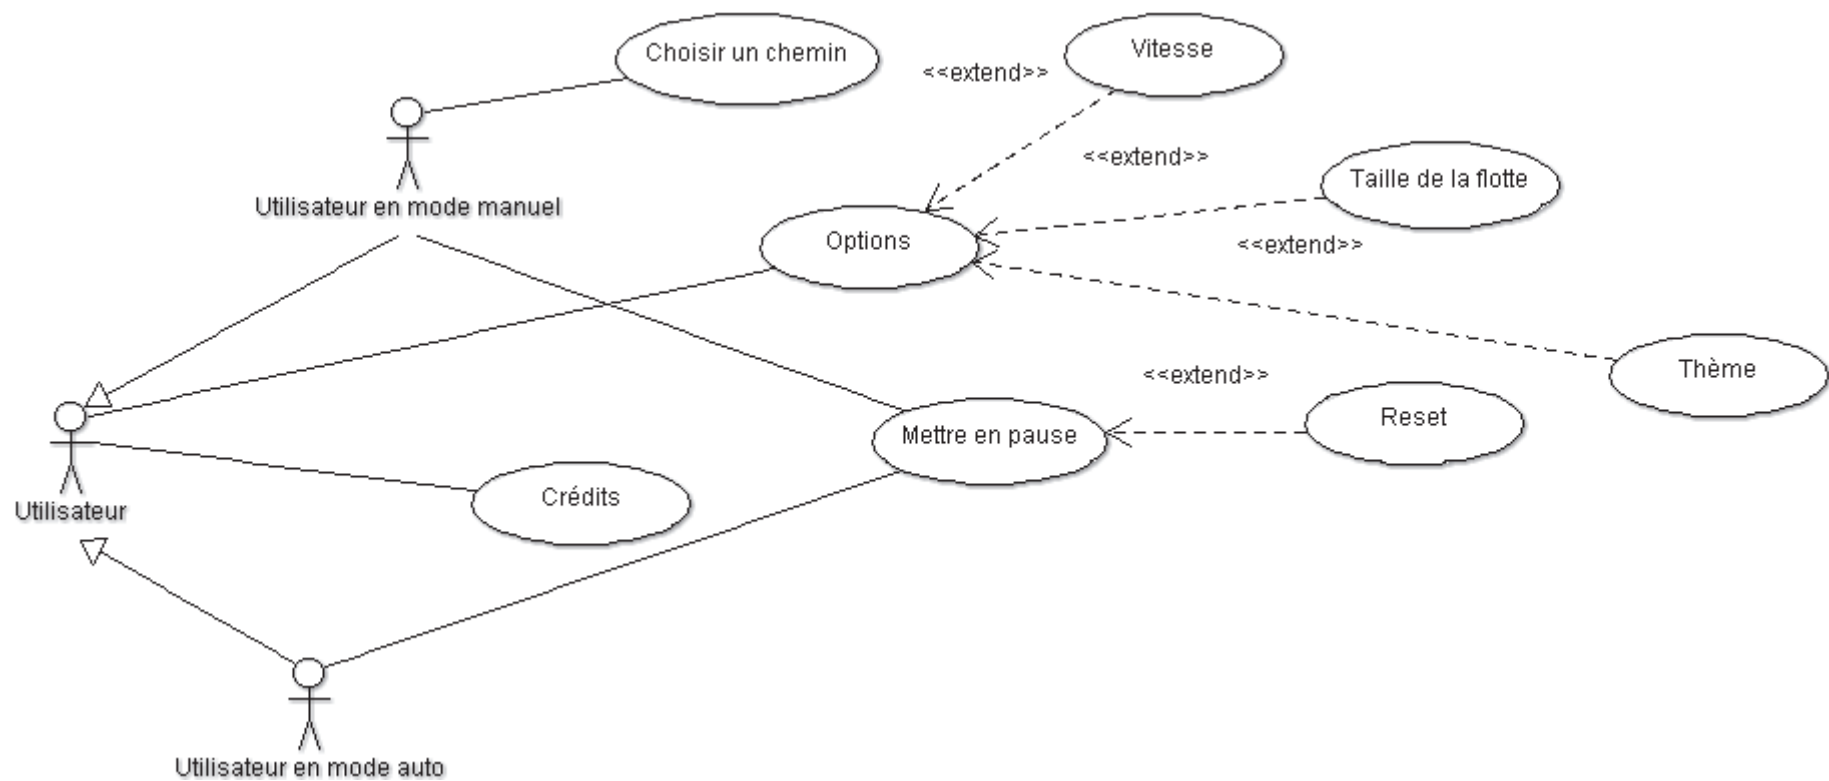 Choisir un chemin
Vitesse
<<extend>>
<<extend>>
Taille de la flotte
Utilisateur en mode manuel
Options
<<extend>>
Thème
<<extend>>
Reset
Mettre en pause
Crédits
Utilisateur
Utilisateur en mode auto